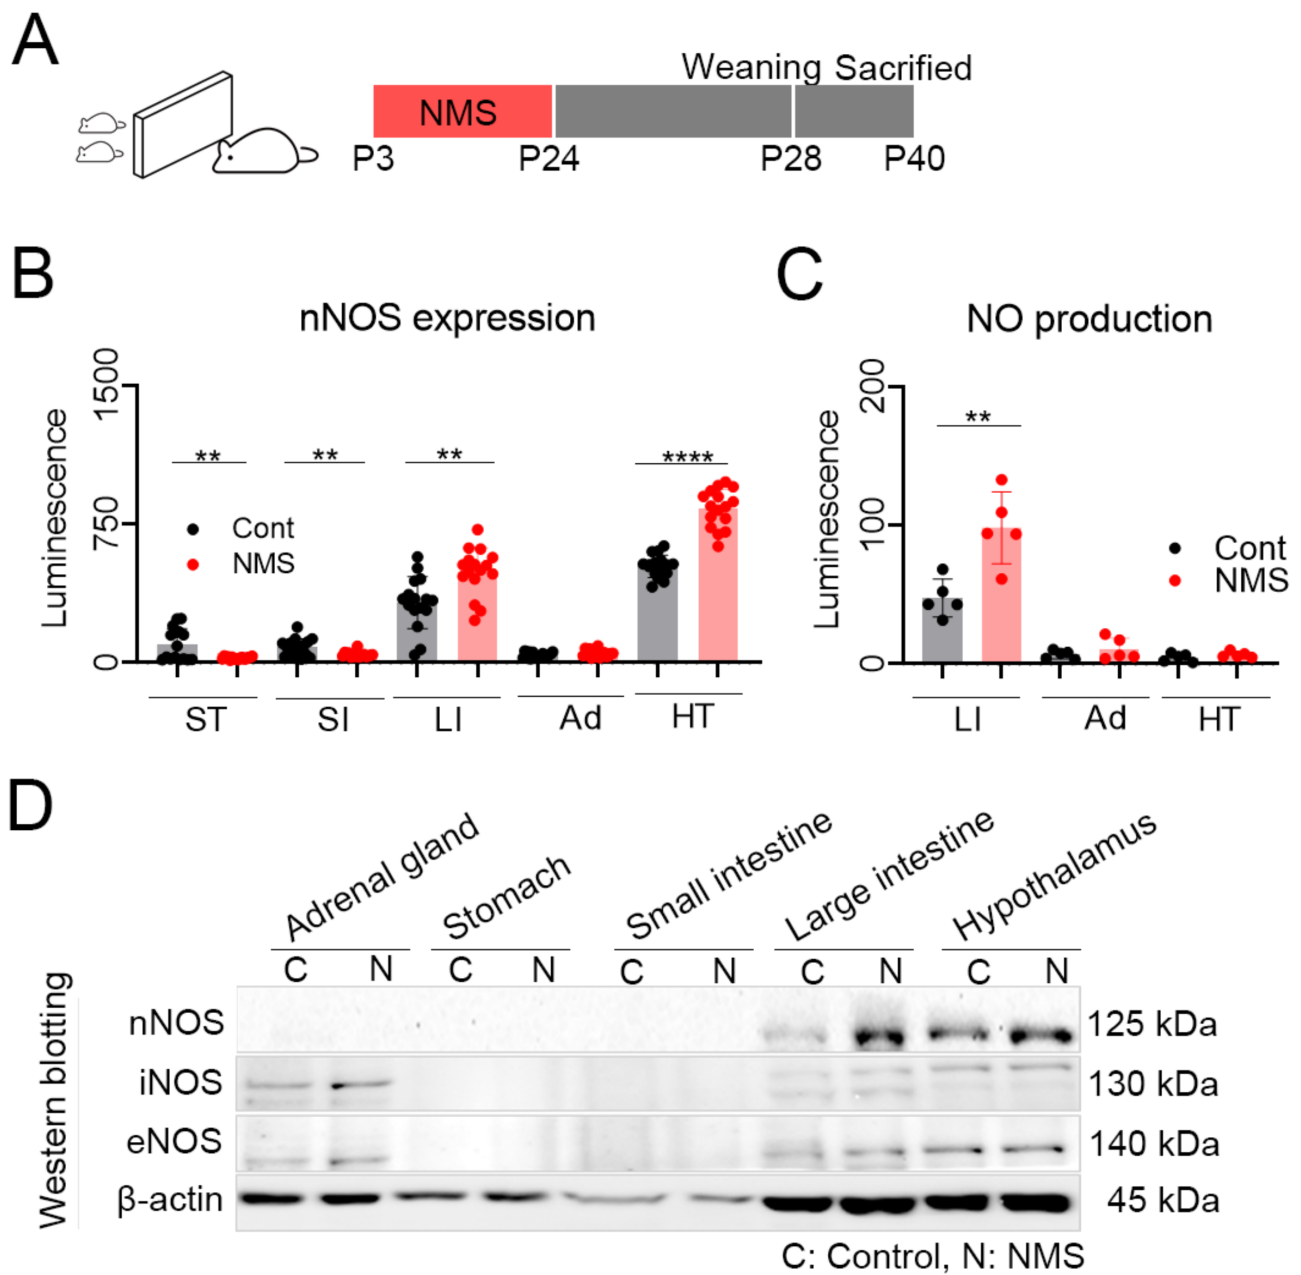 A
Weaning Sacrified
NMS
P3 P24 P28 P40
B
nNOS expression
Luminescence
1500
750
0
** ** ** ****
Cont
NMS
ST SI LI Ad HT
C
NO production
Luminescence
200
100
0
**
Cont
NMS
LI Ad HT
D
Adrenal gland
Stomach
Small intestine
Large intestine
Hypothalamus
C N C N C N C N C N
Western blotting
nNOS 125 kDa
iNOS 130 kDa
eNOS 140 kDa
β-actin 45 kDa
C: Control, N: NMS